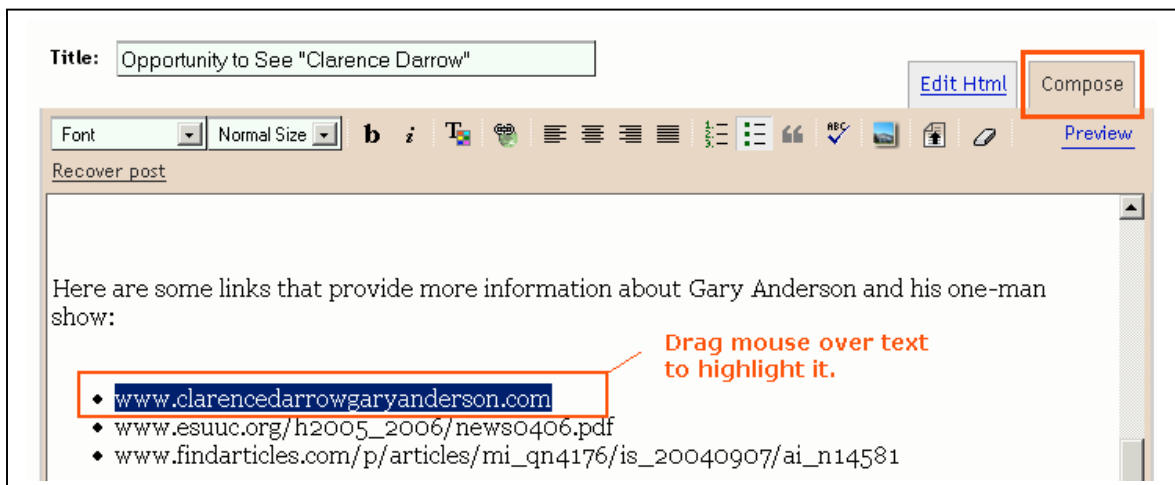 Title: Opportunity to See "Clarence Darrow"
Edit Html Compose
Font Normal Size b i T ABC Preview
Recover post
Here are some links that provide more information about Gary Anderson and his one-man
show:
Drag mouse over text
to highlight it.
• www.clarencedarrowgaryanderson.com
• www.esuuc.org/h2005_2006/news0406.pdf
• www.findarticles.com/p/articles/mi_qn4176/is_20040907/ai_n14581